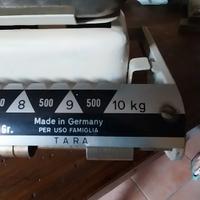 0 8 500 9 500 10 kg
Gr. Made in Germany
PER USO FAMIGLIA
TARA